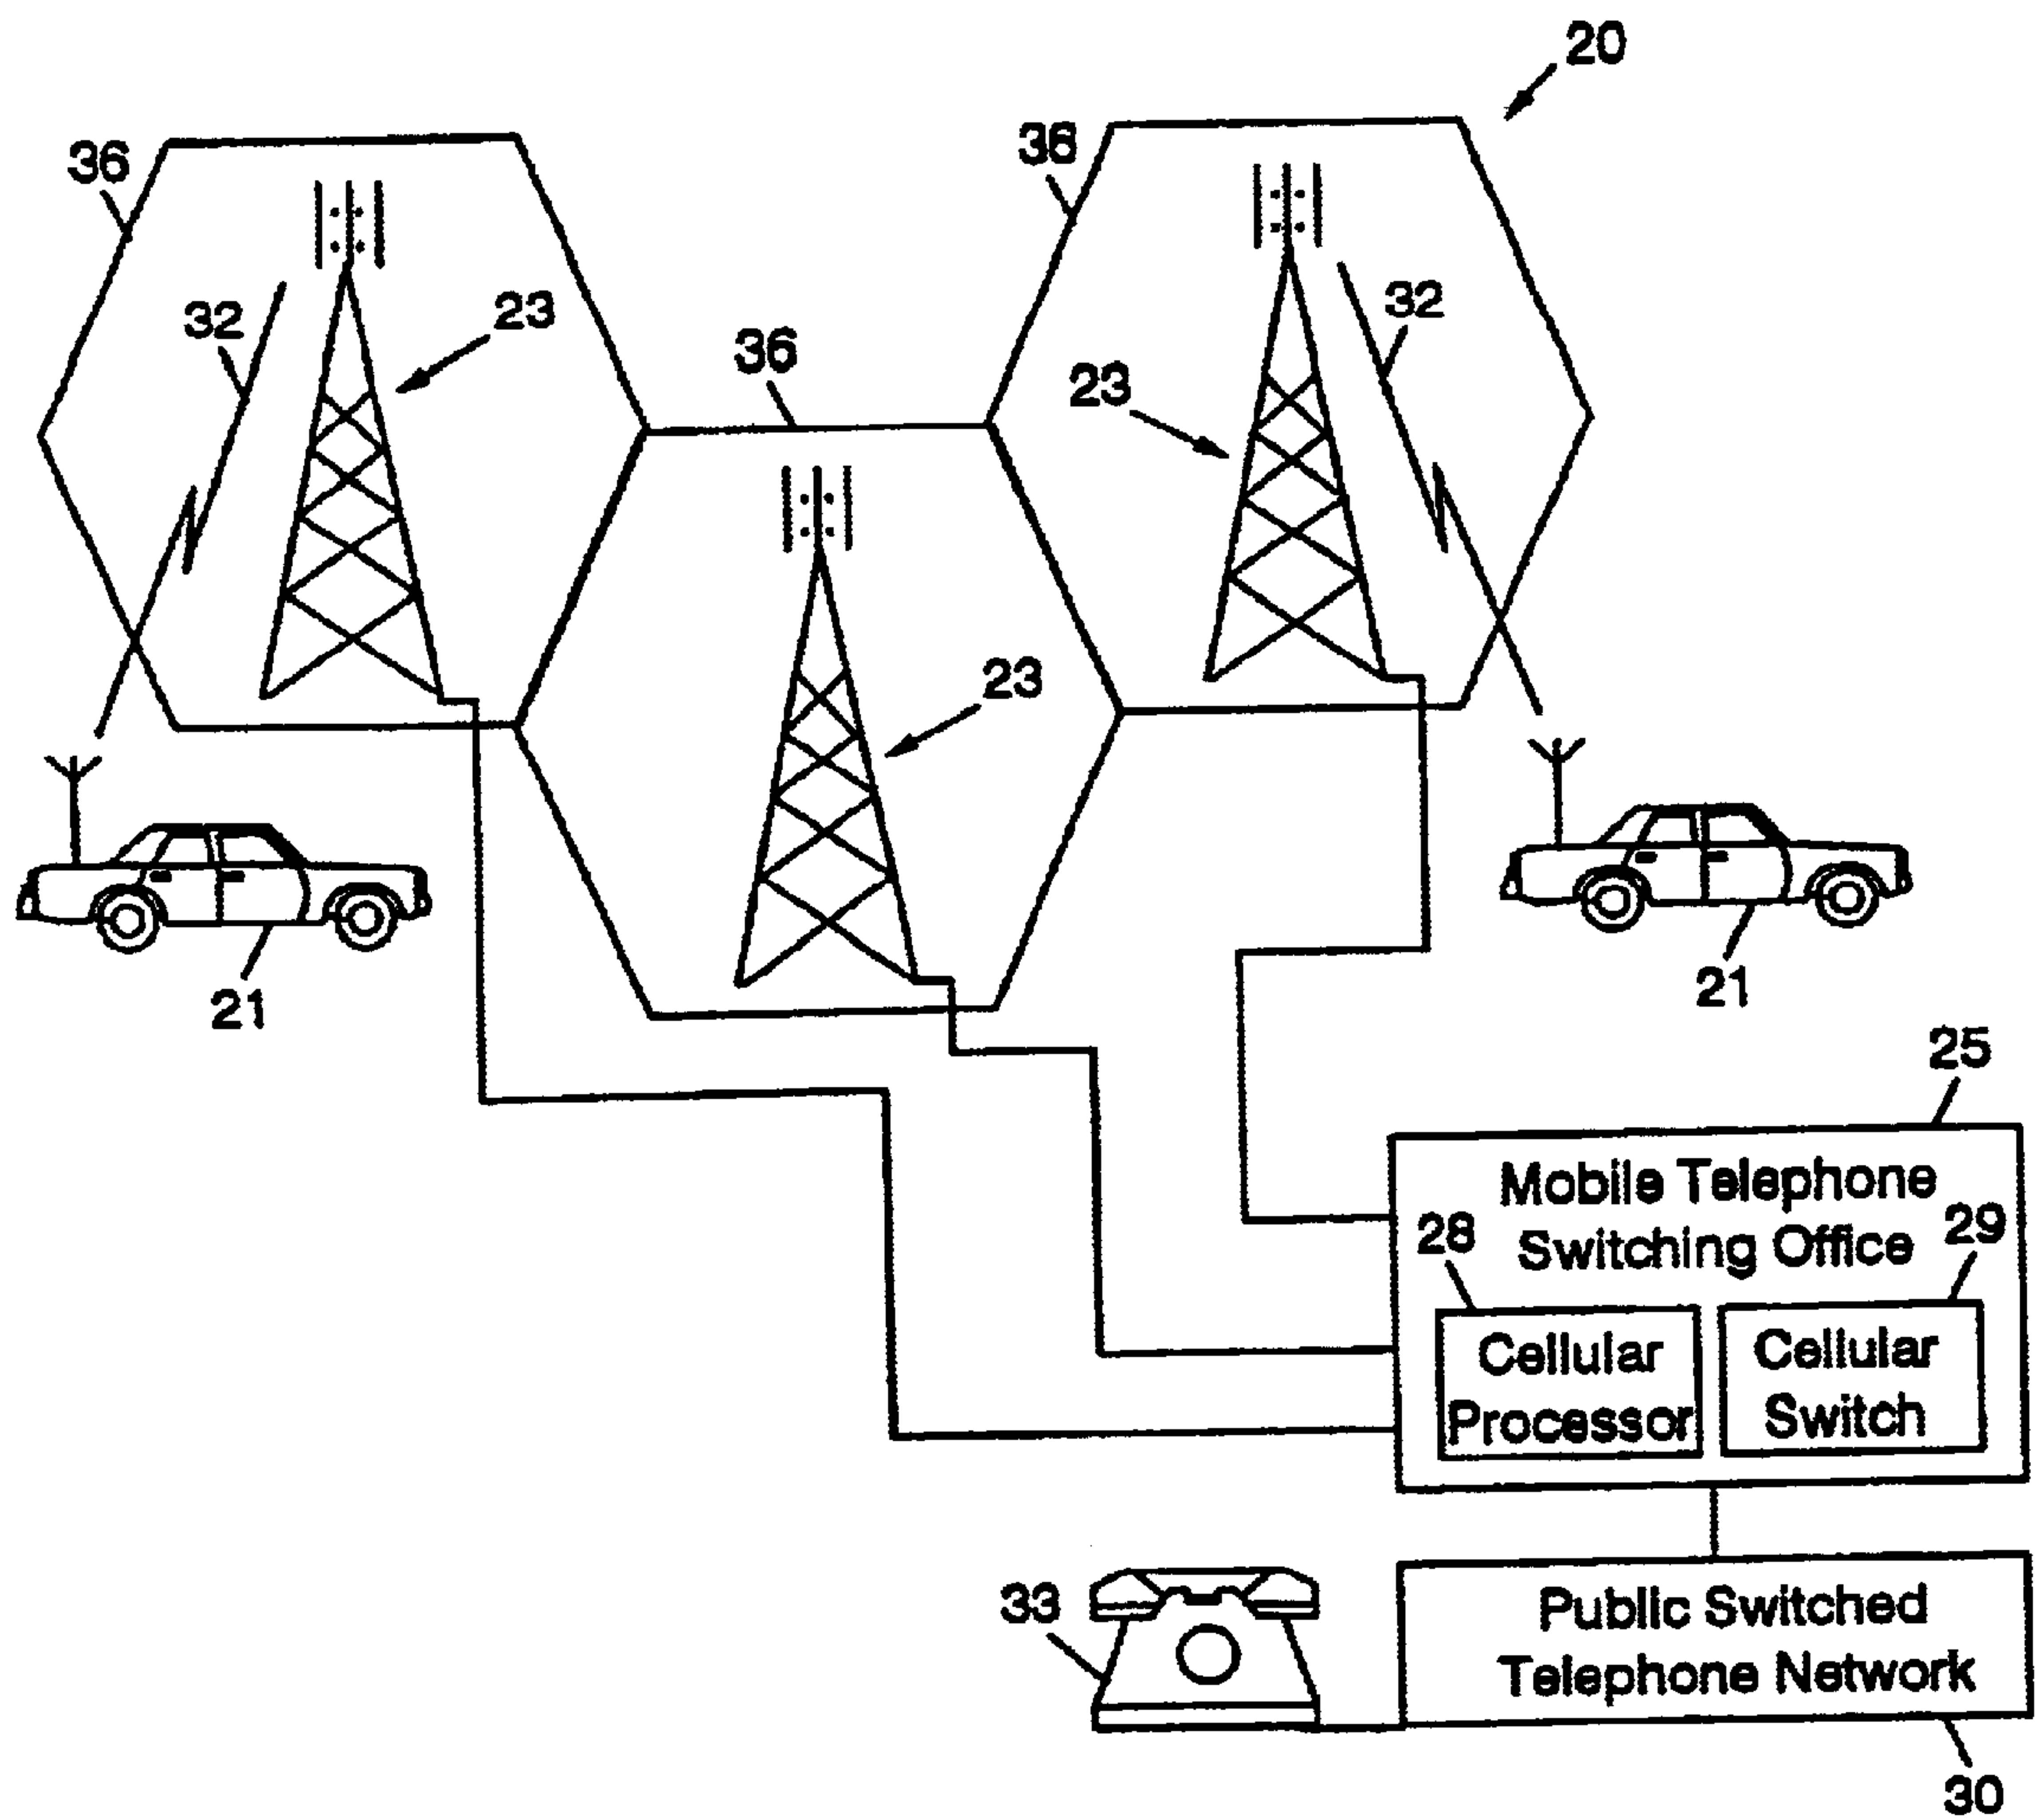 20
36
36
32
23
32
36
23
23
21
21
25
Mobile Telephone
Switching Office
28
29
Cellular
Processor
Cellular
Switch
33
Public Switched
Telephone Network
30